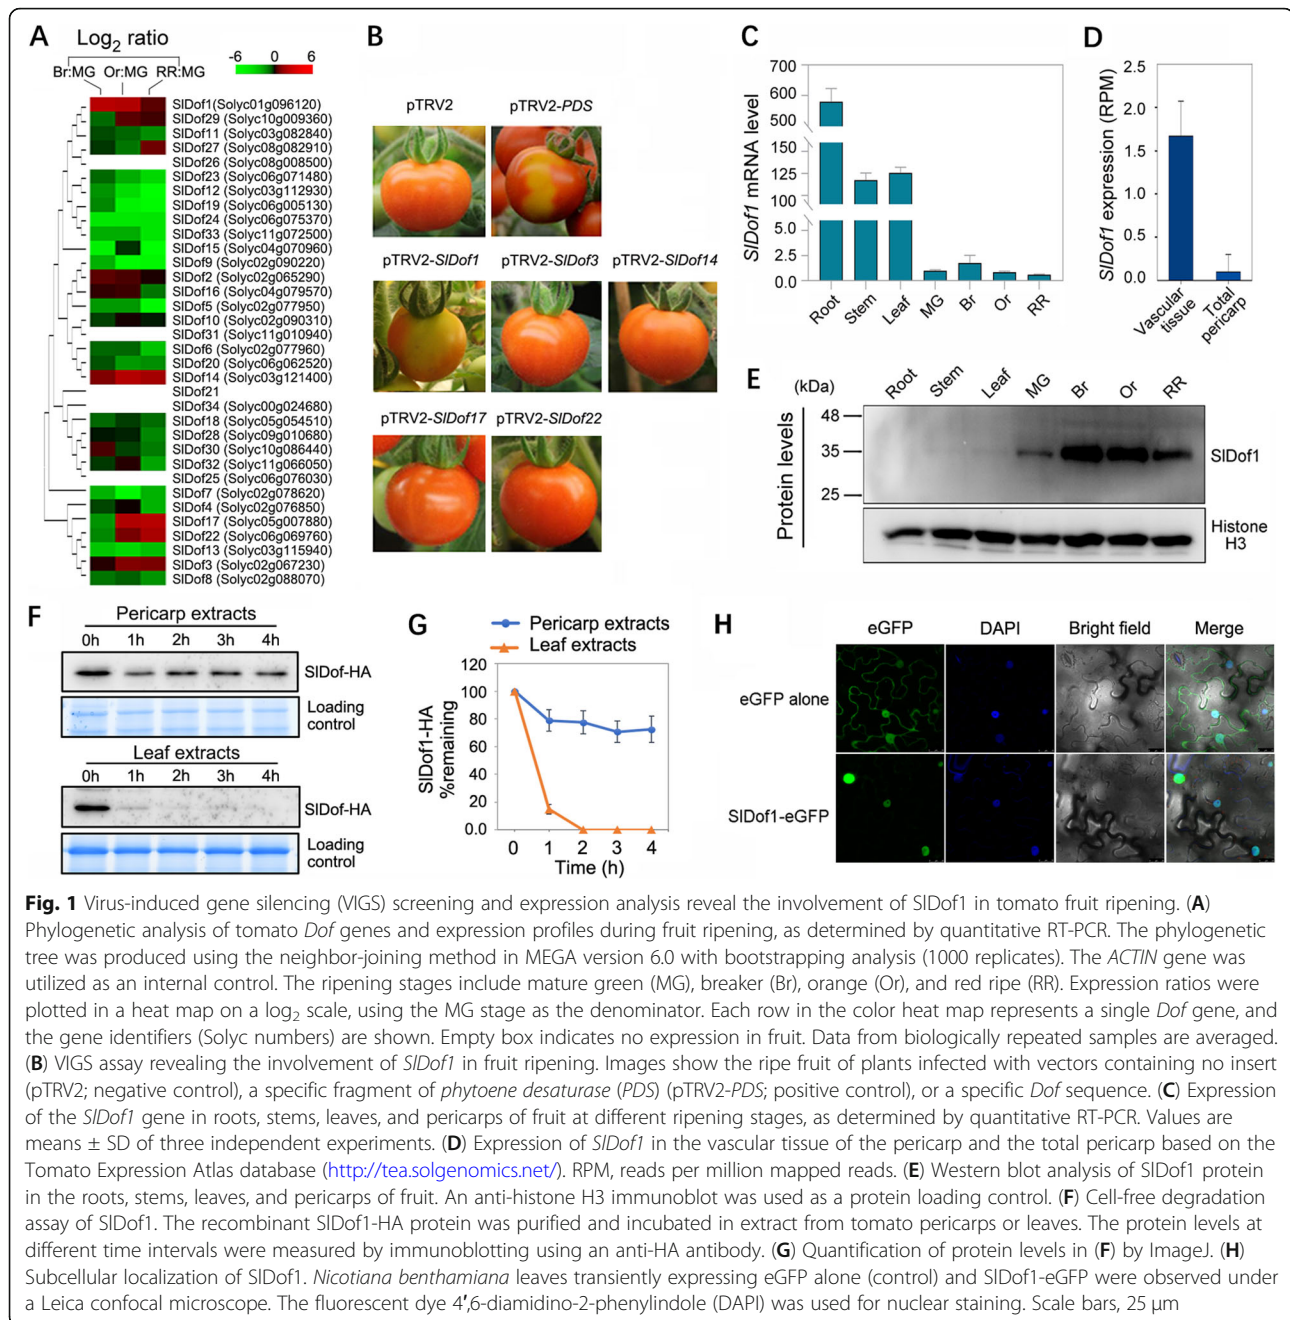 A
Log2 ratio
Br:MG Or:MG RR:MG
-6 0 6
SlDof1(Solyc01g096120)
SlDof29 (Solyc10g009360)
SlDof11 (Solyc03g082840)
SlDof27 (Solyc08g082910)
SlDof26 (Solyc08g008500)
SlDof23 (Solyc06g071480)
SlDof12 (Solyc03g112930)
SlDof19 (Solyc06g005130)
SlDof24 (Solyc06g075370)
SlDof33 (Solyc11g072500)
SlDof15 (Solyc04g070960)
SlDof9 (Solyc02g090220)
SlDof2 (Solyc02g065290)
SlDof16 (Solyc04g079570)
SlDof5 (Solyc02g077950)
SlDof10 (Solyc02g090310)
SlDof31 (Solyc11g010940)
SlDof6 (Solyc02g077960)
SlDof20 (Solyc06g062520)
SlDof14 (Solyc03g121400)
SlDof21
SlDof34 (Solyc00g024680)
SlDof18 (Solyc05g054510)
SlDof28 (Solyc09g010680)
SlDof30 (Solyc10g086440)
SlDof32 (Solyc11g066050)
SlDof25 (Solyc06g076030)
SlDof7 (Solyc02g078620)
SlDof4 (Solyc02g076850)
SlDof17 (Solyc05g007880)
SlDof22 (Solyc06g069760)
SlDof13 (Solyc03g115940)
SlDof3 (Solyc02g067230)
SlDof8 (Solyc02g088070)
B
pTRV2 pTRV2-PDS
pTRV2-SlDof1 pTRV2-SlDof3 pTRV2-SlDof14
pTRV2-SlDof17 pTRV2-SlDof22
C
SlDof1 mRNA level
700
600
500
150
125
100
5.0
2.5
0.0
Root Stem Leaf MG Br Or RR
D
SlDof1 expression (RPM)
2.5
2.0
1.5
1.0
0.5
0.0
Vascular tissue
Total pericarp
E
(kDa)
Root Stem Leaf MG Br Or RR
Protein levels
48
35
25
SlDof1
Histone
H3
F
Pericarp extracts
0h 1h 2h 3h 4h
SlDof-HA
Loading
control
Leaf extracts
0h 1h 2h 3h 4h
SlDof-HA
Loading
control
G
Pericarp extracts
Leaf extracts
SlDof1-HA
%remaining
120
100
80
60
40
20
0.0
0 1 2 3 4
Time (h)
H
eGFP DAPI Bright field Merge
eGFP alone
SlDof1-eGFP
Fig. 1 Virus-induced gene silencing (VIGS) screening and expression analysis reveal the involvement of SlDof1 in tomato fruit ripening. (A)
Phylogenetic analysis of tomato Dof genes and expression profiles during fruit ripening, as determined by quantitative RT-PCR. The phylogenetic
tree was produced using the neighbor-joining method in MEGA version 6.0 with bootstrapping analysis (1000 replicates). The ACTIN gene was
utilized as an internal control. The ripening stages include mature green (MG), breaker (Br), orange (Or), and red ripe (RR). Expression ratios were
plotted in a heat map on a log2 scale, using the MG stage as the denominator. Each row in the color heat map represents a single Dof gene, and
the gene identifiers (Solyc numbers) are shown. Empty box indicates no expression in fruit. Data from biologically repeated samples are averaged.
(B) VIGS assay revealing the involvement of SlDof1 in fruit ripening. Images show the ripe fruit of plants infected with vectors containing no insert
(pTRV2; negative control), a specific fragment of phytoene desaturase (PDS) (pTRV2-PDS; positive control), or a specific Dof sequence. (C) Expression
of the SlDof1 gene in roots, stems, leaves, and pericarps of fruit at different ripening stages, as determined by quantitative RT-PCR. Values are
means ± SD of three independent experiments. (D) Expression of SlDof1 in the vascular tissue of the pericarp and the total pericarp based on the
Tomato Expression Atlas database (http://tea.solgenomics.net/). RPM, reads per million mapped reads. (E) Western blot analysis of SlDof1 protein
in the roots, stems, leaves, and pericarps of fruit. An anti-histone H3 immunoblot was used as a protein loading control. (F) Cell-free degradation
assay of SlDof1. The recombinant SlDof1-HA protein was purified and incubated in extract from tomato pericarps or leaves. The protein levels at
different time intervals were measured by immunoblotting using an anti-HA antibody. (G) Quantification of protein levels in (F) by ImageJ. (H)
Subcellular localization of SlDof1. Nicotiana benthamiana leaves transiently expressing eGFP alone (control) and SlDof1-eGFP were observed under
a Leica confocal microscope. The fluorescent dye 4′,6-diamidino-2-phenylindole (DAPI) was used for nuclear staining. Scale bars, 25 μm